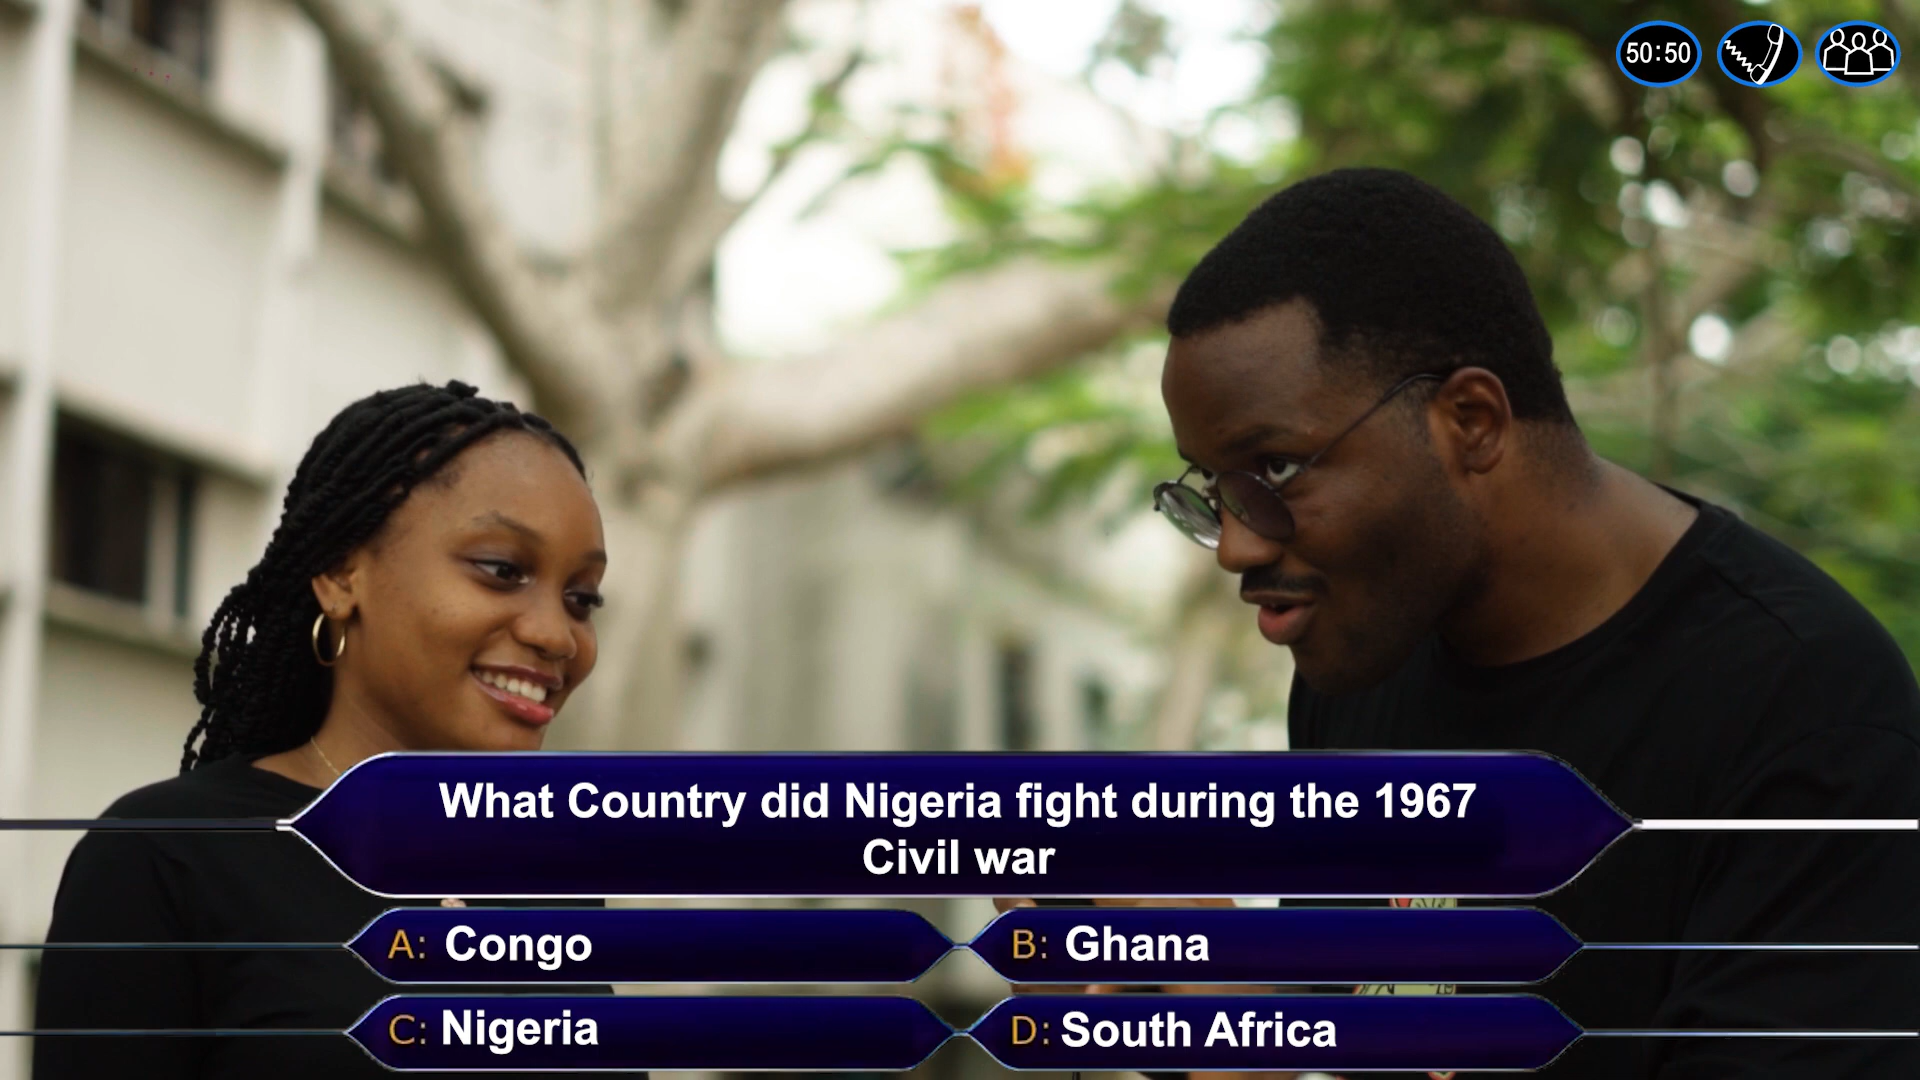 50:50
What Country did Nigeria fight during the 1967
Civil war
A: Congo
B: Ghana
C: Nigeria
D: South Africa